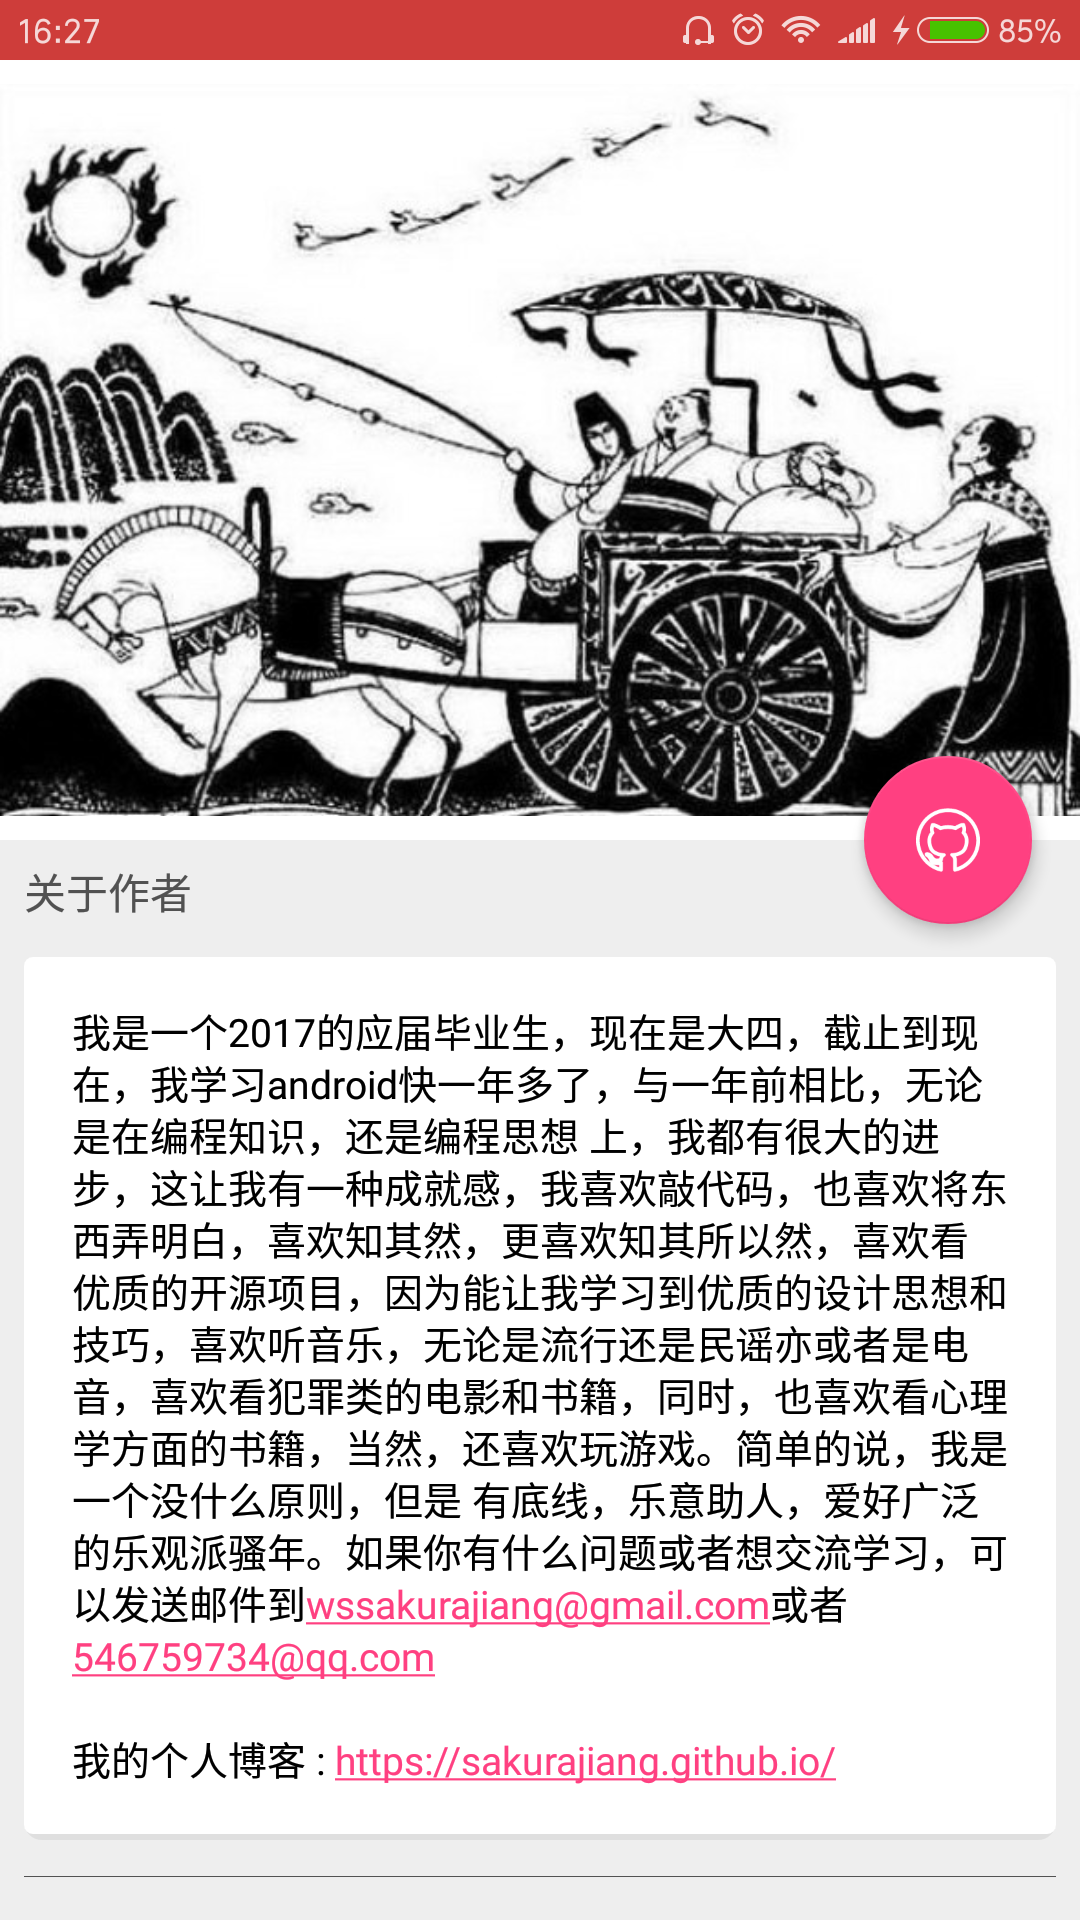 16:27
85%
关于作者
我是一个2017的应届毕业生，现在是大四，截止到现
在，我学习android快一年多了，与一年前相比，无论
是在编程知识，还是编程思想 上，我都有很大的进
步，这让我有一种成就感，我喜欢敲代码，也喜欢将东
西弄明白，喜欢知其然，更喜欢知其所以然，喜欢看
优质的开源项目，因为能让我学习到优质的设计思想和
技巧，喜欢听音乐，无论是流行还是民谣亦或者是电
音，喜欢看犯罪类的电影和书籍，同时，也喜欢看心理
学方面的书籍，当然，还喜欢玩游戏。简单的说，我是
一个没什么原则，但是 有底线，乐意助人，爱好广泛
的乐观派骚年。如果你有什么问题或者想交流学习，可
以发送邮件到wssakurajiang@gmail.com或者
546759734@qq.com
我的个人博客 : https://sakurajiang.github.io/